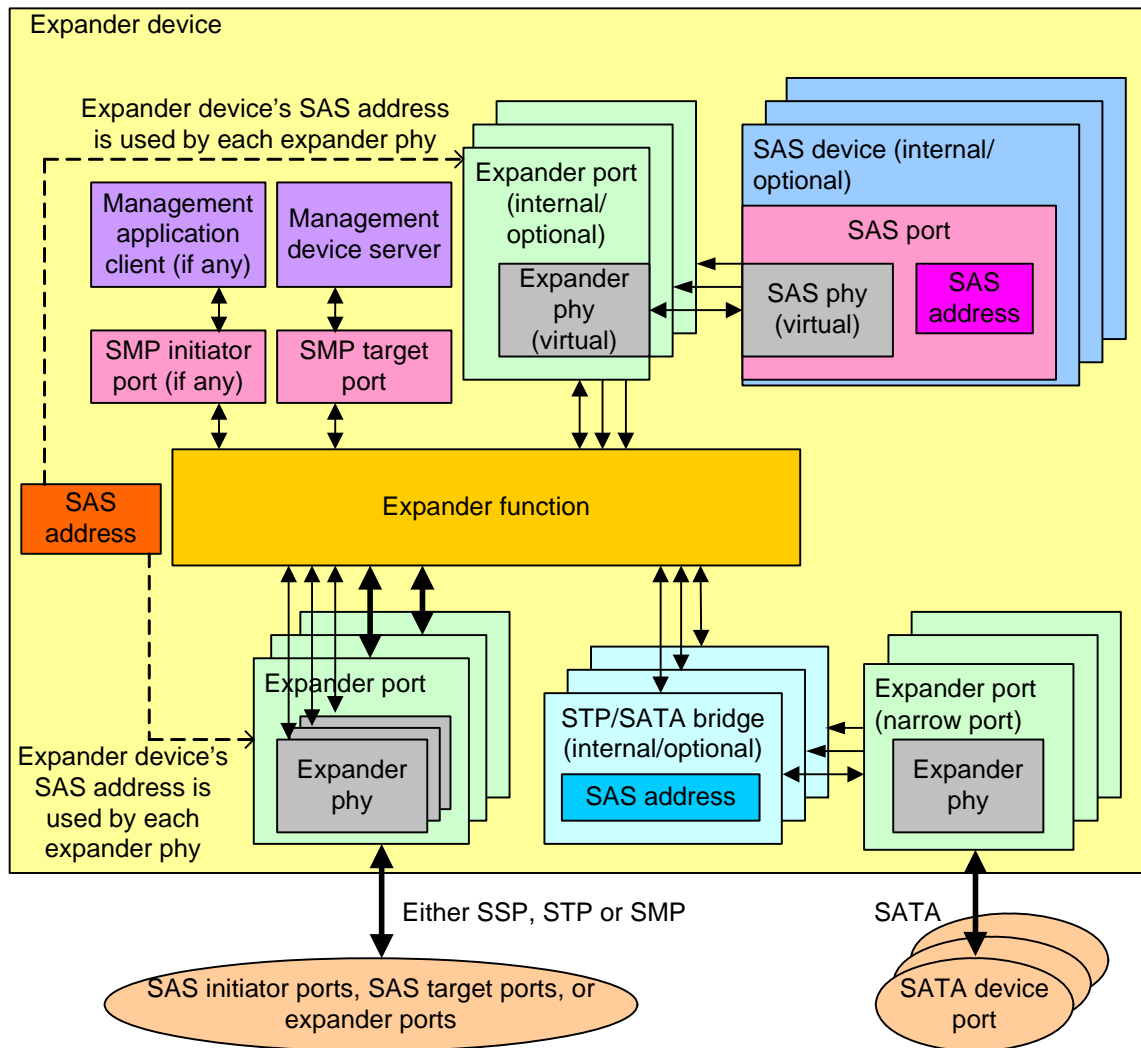 Expander device
Expander device’s SAS address
is used by each expander phy
Management
application
client (if any)
Management
device server
SMP initiator
port (if any)
SMP target
port
Expander port
(internal/
optional)
Expander
phy
(virtual)
SAS device (internal/
optional)
SAS port
SAS phy
(virtual)
SAS
address
SAS
address
Expander function
Expander device’s
SAS address is
used by each
expander phy
Expander port
Expander
phy
STP/SATA bridge
(internal/optional)
SAS address
Expander port
(narrow port)
Expander
phy
Either SSP, STP or SMP
SATA
SAS initiator ports, SAS target ports, or
expander ports
SATA device
port